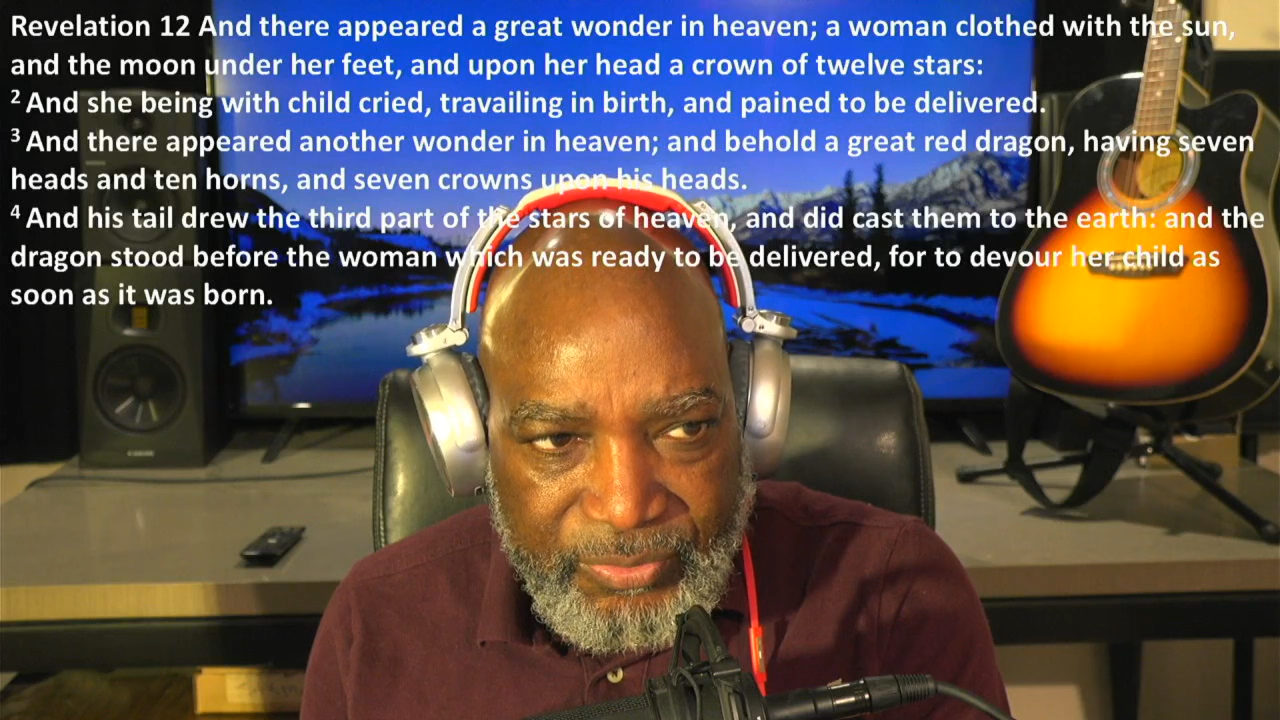 Revelation 12 And there appeared a great wonder in heaven; a woman clothed with the sun,
and the moon under her feet, and upon her head a crown of twelve stars:
2 And she being with child cried, travailing in birth, and pained to be delivered.
3 And there appeared another wonder in heaven; and behold a great red dragon, having seven
heads and ten horns, and seven crowns upon his heads.
4 And his tail drew the third part of the stars of heaven, and did cast them to the earth: and the
dragon stood before the woman which was ready to be delivered, for to devour her child as
soon as it was born.